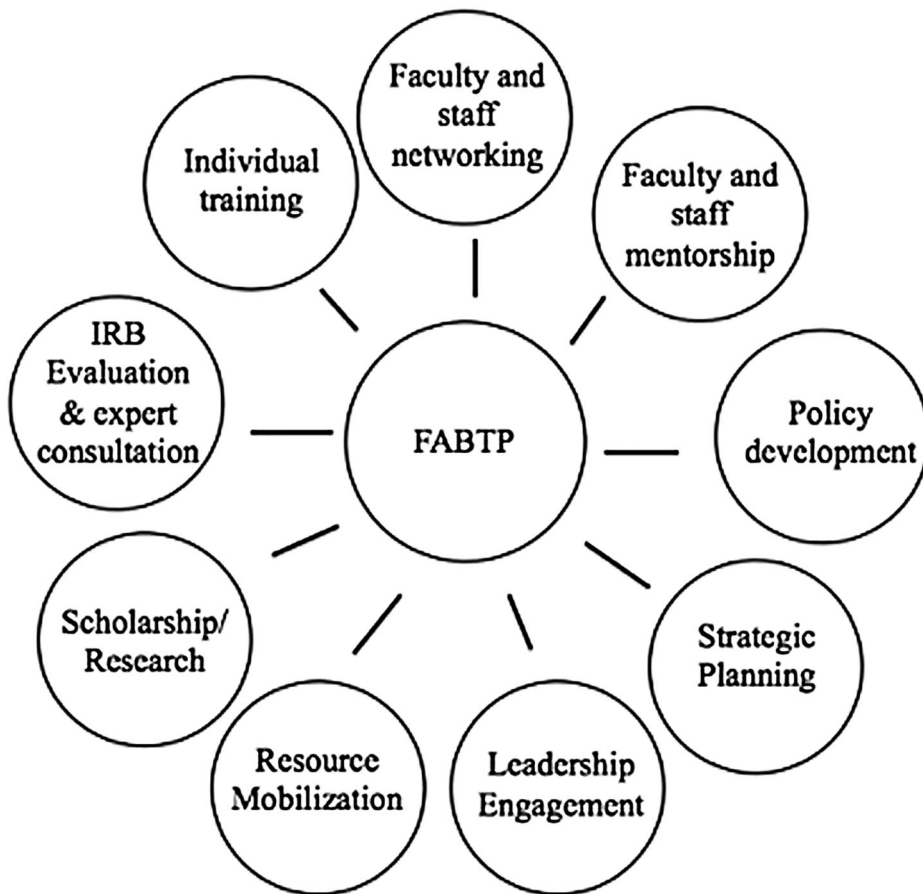 Faculty and
staff
networking
Faculty and
staff
mentorship
Policy
development
Strategic
Planning
Leadership
Engagement
Resource
Mobilization
Scholarship/
Research
IRB
Evaluation
& expert
consultation
Individual
training
FABTP